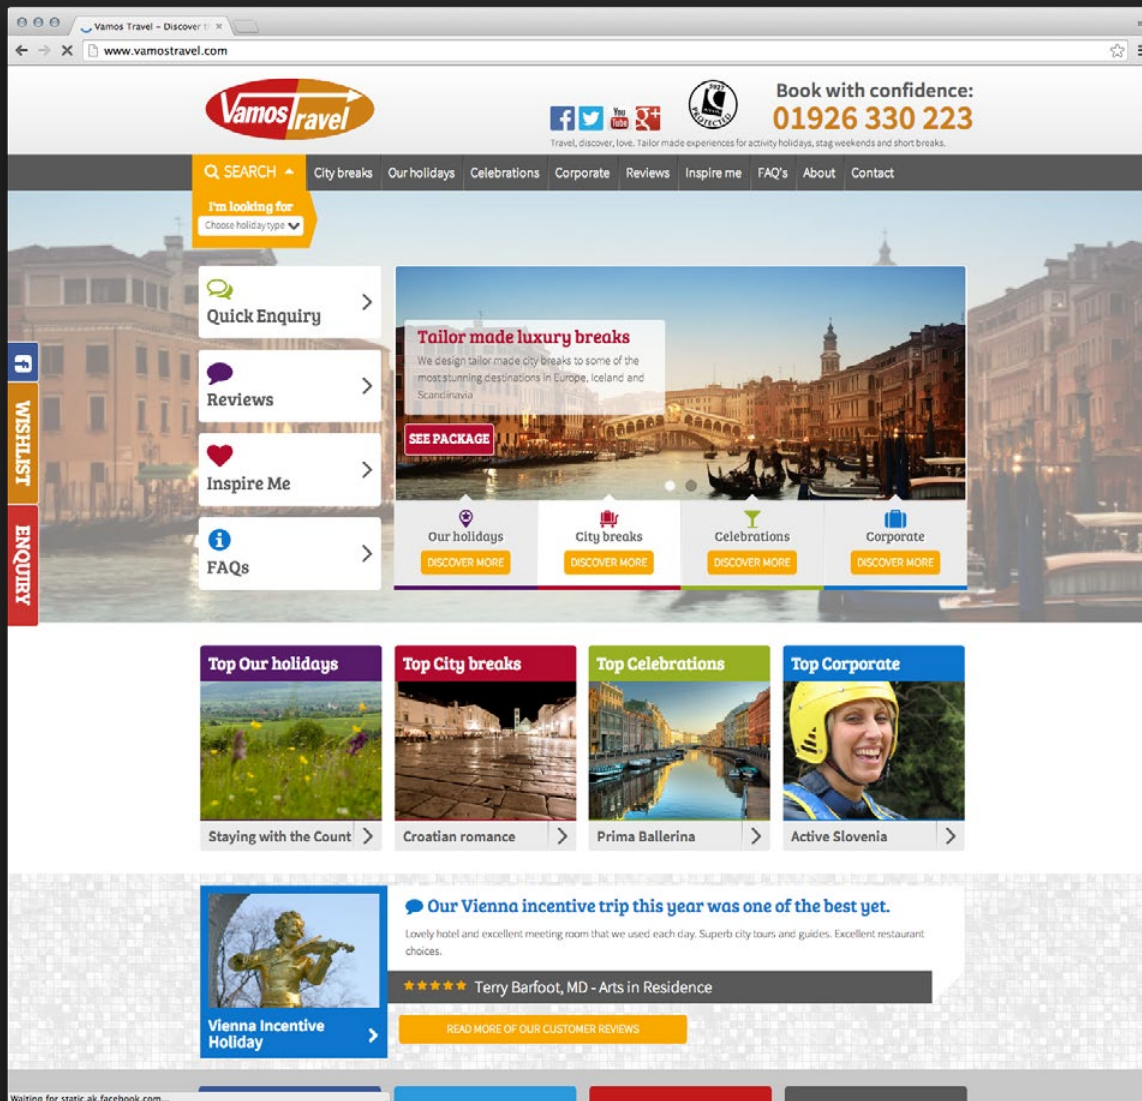 Vamos Travel – Discover th
www.vamostravel.com
VamosTravel
You
Tube
g+
PROTECTED
Book with confidence:
01926 330 223
Travel, discover, love. Tailor made experiences for activity holidays, stag weekends and short breaks.
SEARCH
City breaks
Our holidays
Celebrations
Corporate
Reviews
Inspire me
FAQ's
About
Contact
I'm looking for
Choose holiday type
Quick Enquiry
Reviews
Inspire Me
FAQs
WISHLIST
ENQUIRY
Tailor made luxury breaks
We design tailor made city breaks to some of the
most stunning destinations in Europe, Iceland and
Scandinavia
SEE PACKAGE
Our holidays
DISCOVER MORE
City breaks
DISCOVER MORE
Celebrations
DISCOVER MORE
Corporate
DISCOVER MORE
Top Our holidays
Staying with the Count
Top City breaks
Croatian romance
Top Celebrations
Prima Ballerina
Top Corporate
Active Slovenia
Vienna Incentive
Holiday
Our Vienna incentive trip this year was one of the best yet.
Lovely hotel and excellent meeting room that we used each day. Superb city tours and guides. Excellent restaurant
choices.
Terry Barfoot, MD - Arts in Residence
READ MORE OF OUR CUSTOMER REVIEWS
Waiting for static.ak.facebook.com...